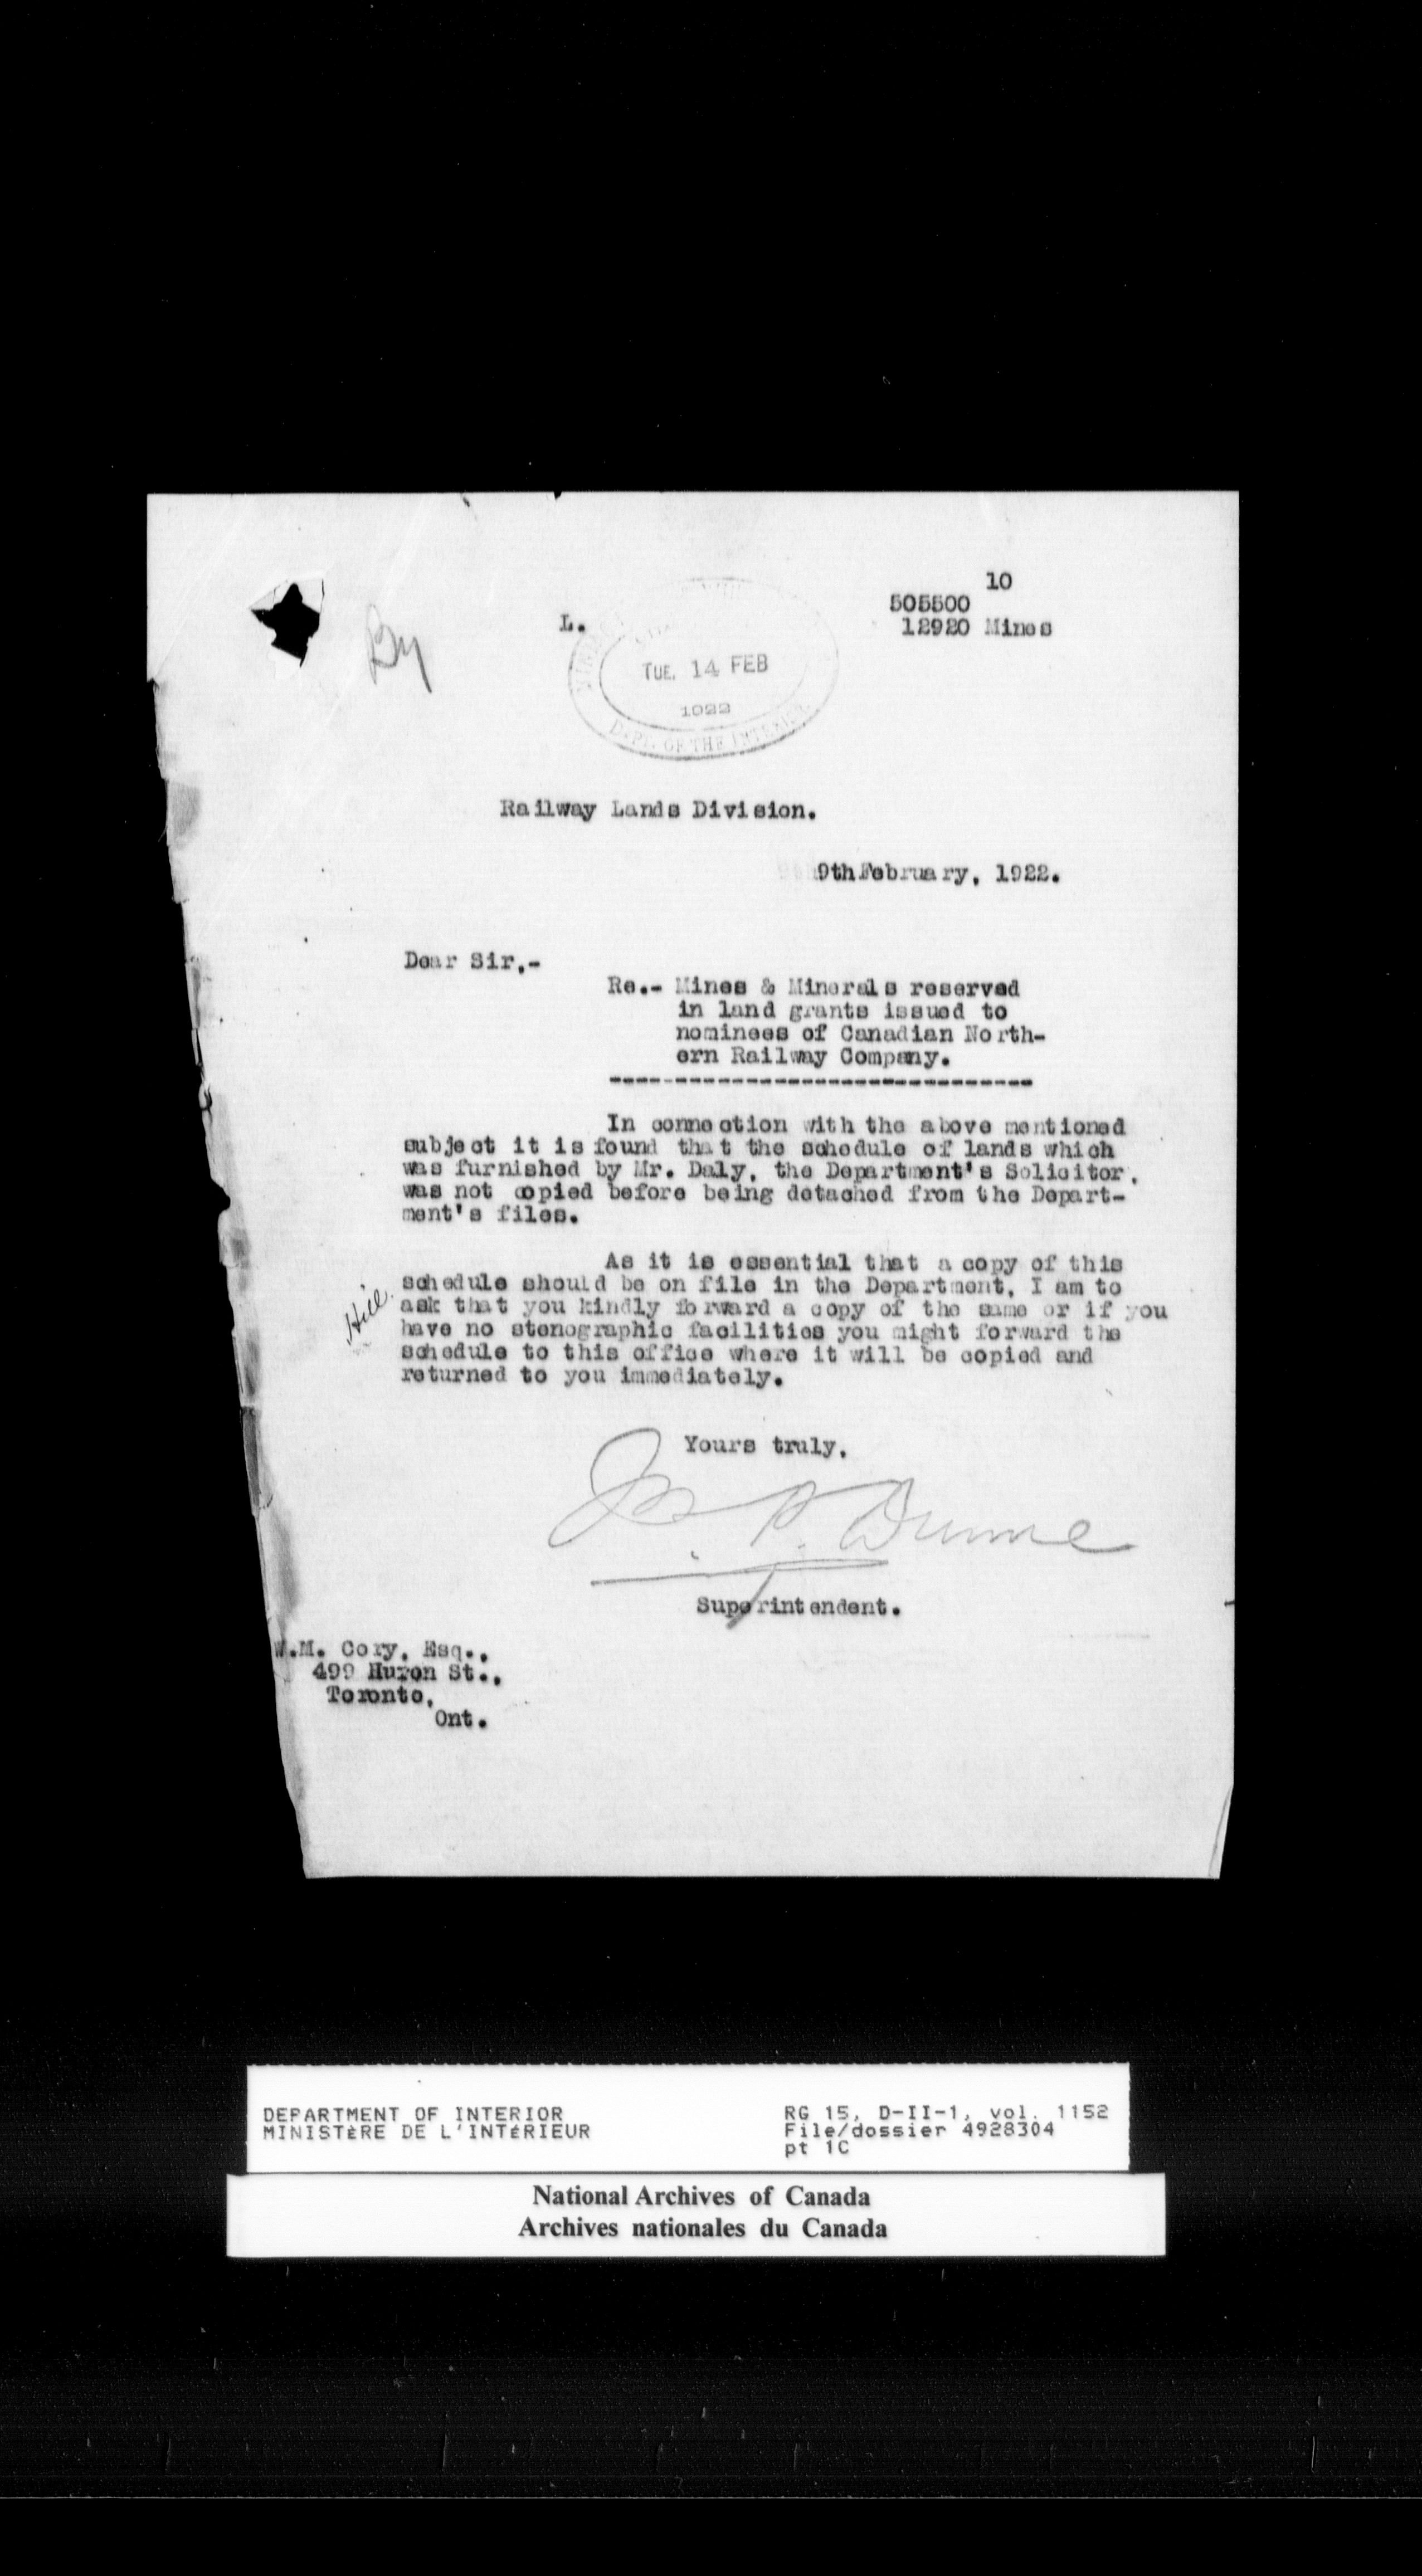 10
505500
L. 12920 Mines
By
TUE. 14 FEB
1922
DEPT. OF THE INTERIOR
Railway Lands Division.
9th February, 1922.
Dear Sir,-
Re.- Mines & Minerals reserved
in land grants issued to
nominees of Canadian North-
ern Railway Company.
--------------------------------
In connection with the above mentioned
subject it is found that the schedule of lands which
was furnished by Mr. Daly, the Department's Solicitor,
was not copied before being detached from the Depart-
ment's files.
As it is essential that a copy of this
schedule should be on file in the Department, I am to
ask that you kindly forward a copy of the same or if you
have no stenographic facilities you might forward the
schedule to this office where it will be copied and
returned to you immediately.
Hill.
Yours truly,
P. Dunne
Superintendent.
W.M. Cory, Esq.,
499 Huron St.,
Toronto,
Ont.
DEPARTMENT OF INTERIOR
MINISTÈRE DE L'INTÉRIEUR
RG 15, D-II-1, vol. 1152
File/dossier 4928304
pt 1C
National Archives of Canada
Archives nationales du Canada